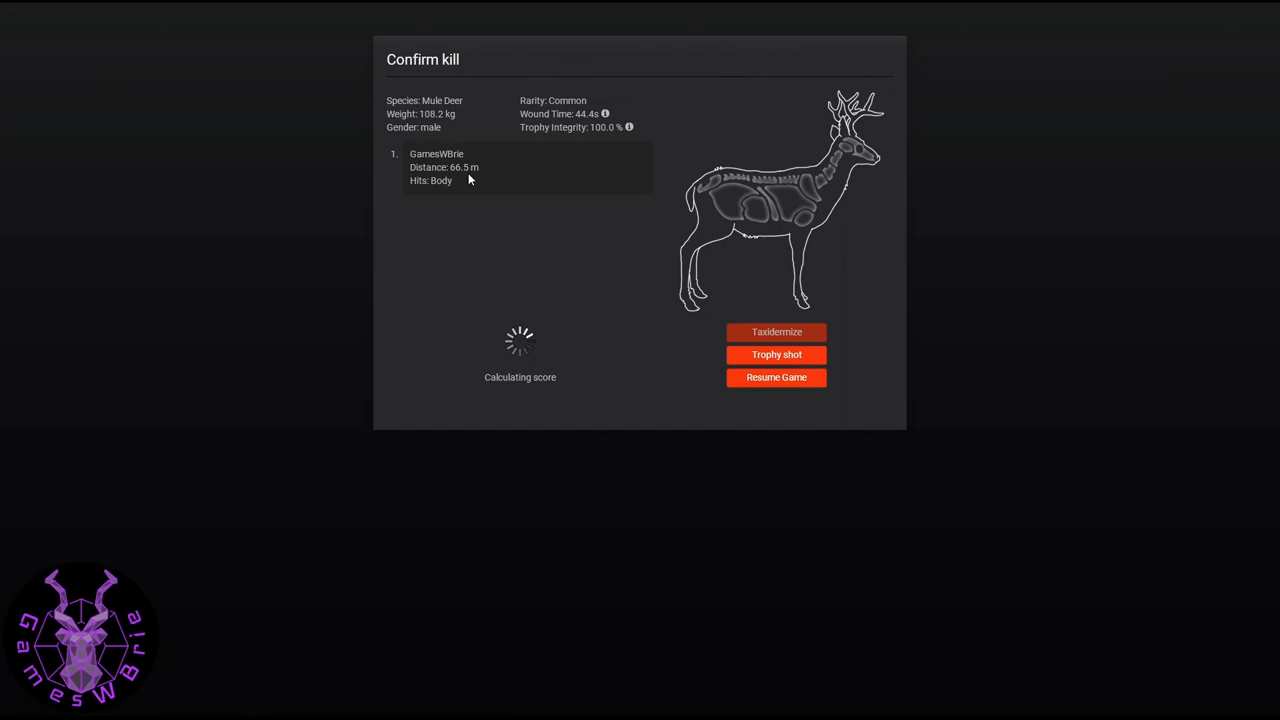 Confirm kill
Species: Mule Deer
Weight: 108.2 kg
Gender: male
Rarity: Common
Wound Time: 44.4s
Trophy Integrity: 100.0 %
1.
GamesWBrie
Distance: 66.5 m
Hits: Body
Calculating score
Taxidermize
Trophy shot
Resume Game
GamesWBria